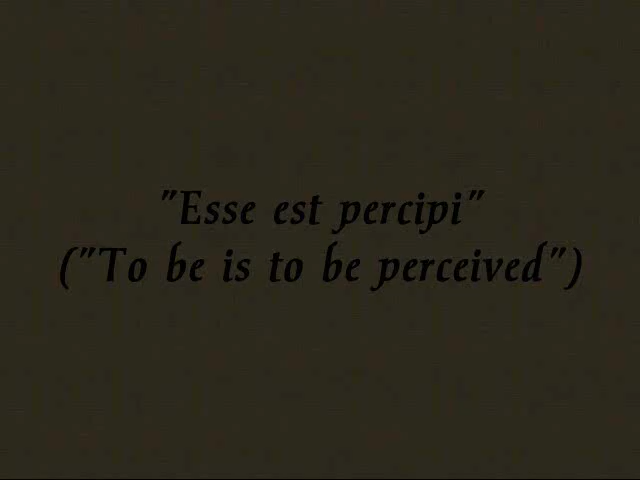 "Esse est percipi"
("To be is to be perceived")